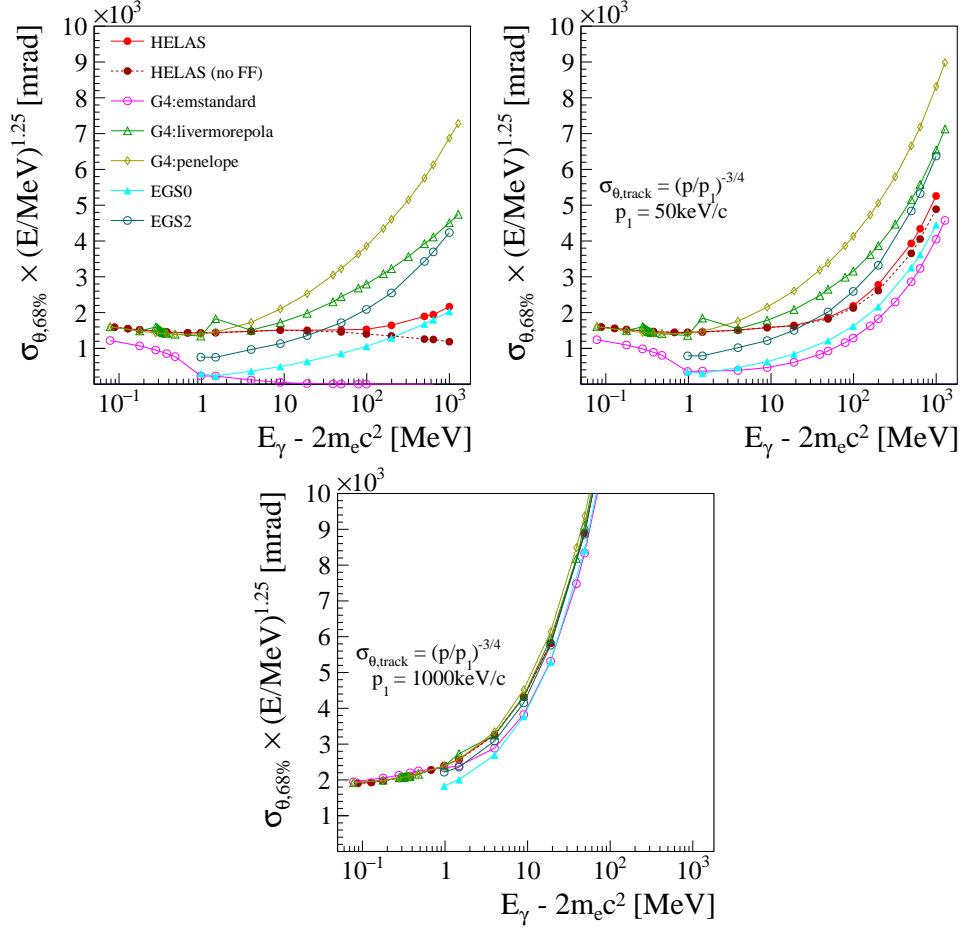 ×10³
10
9
8
7
6
5
4
3
2
1
σθ,68% × (E/MeV)^1.25 [mrad]
HELAS
HELAS (no FF)
G4:emstandard
G4:livermorepola
G4:penelope
EGS0
EGS2
10⁻¹ 1 10 10² 10³
Eγ - 2mₑc² [MeV]
×10³
10
9
8
7
6
5
4
3
2
1
σθ,68% × (E/MeV)^1.25 [mrad]
σθ,track = (p/p₁)^-3/4
p₁ = 50keV/c
10⁻¹ 1 10 10² 10³
Eγ - 2mₑc² [MeV]
×10³
10
9
8
7
6
5
4
3
2
1
σθ,68% × (E/MeV)^1.25 [mrad]
σθ,track = (p/p₁)^-3/4
p₁ = 1000keV/c
10⁻¹ 1 10 10² 10³
Eγ - 2mₑc² [MeV]